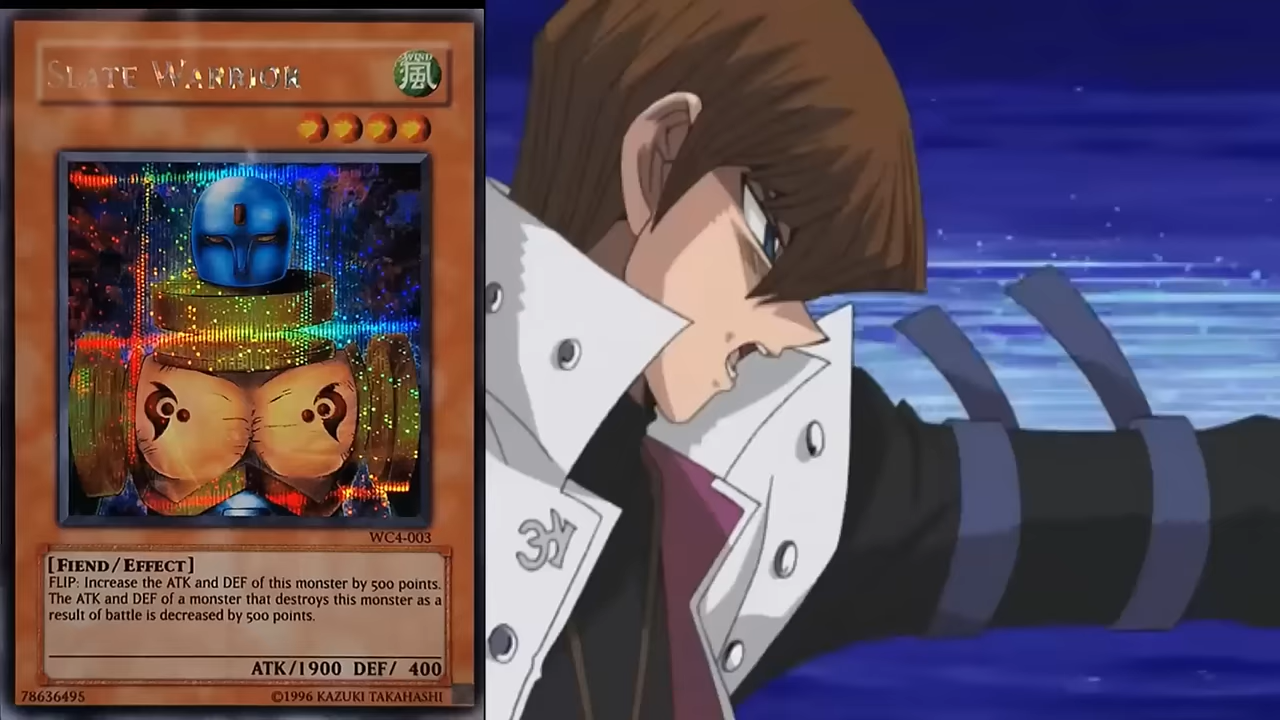 SLATE WARRIOR
WIND
風
WC4-003
[FIEND/EFFECT]
FLIP: Increase the ATK and DEF of this monster by 500 points.
The ATK and DEF of a monster that destroys this monster as a
result of battle is decreased by 500 points.
ATK/1900 DEF/ 400
78636495
©1996 KAZUKI TAKAHASHI